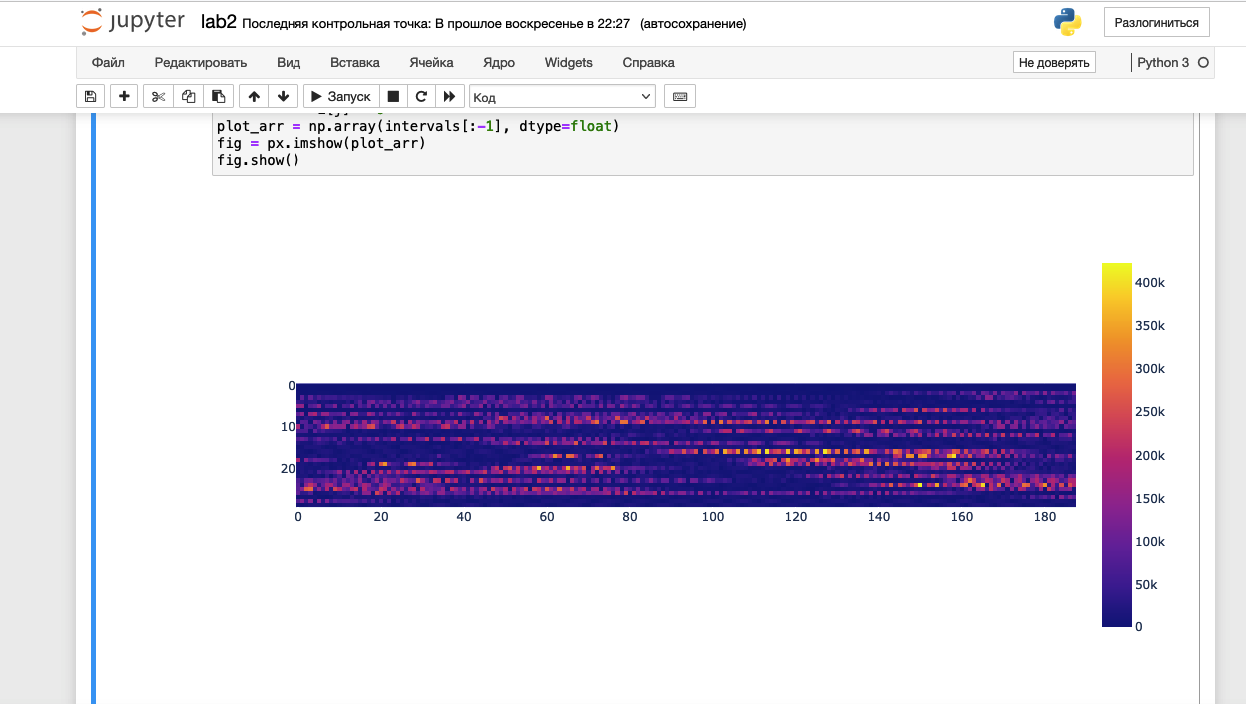 jupyter lab2 Последняя контрольная точка: В прошлое воскресенье в 22:27 (автосохранение)
Разлогиниться
Файл Редактировать Вид Вставка Ячейка Ядро Widgets Справка
Не доверять
Python 3
Запуск
Код
plot_arr = np.array(intervals[:-1], dtype=float)
fig = px.imshow(plot_arr)
fig.show()
400k
350k
300k
250k
200k
150k
100k
50k
0
0
10
20
0 20 40 60 80 100 120 140 160 180